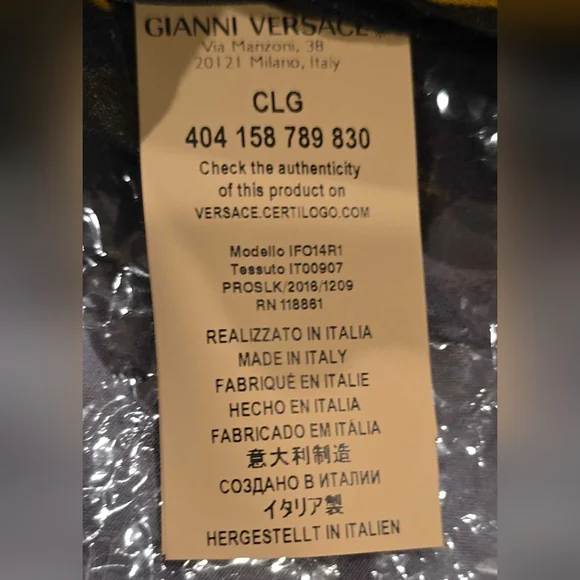 GIANNI VERSACE
Via Manzoni, 38
20121 Milano, Italy
CLG
404 158 789 830
Check the authenticity
of this product on
VERSACE.CERTILOGO.COM
Modello IFO14R1
Tessuto IT00907
PROSLK/2016/1209
RN 118861
REALIZZATO IN ITALIA
MADE IN ITALY
FABRIQUÉ EN ITALIE
HECHO EN ITALIA
FABRICADO EM ITÀLIA
意大利制造
СОЗДАНО В ИТАЛИИ
イタリア製
HERGESTELLT IN ITALIEN